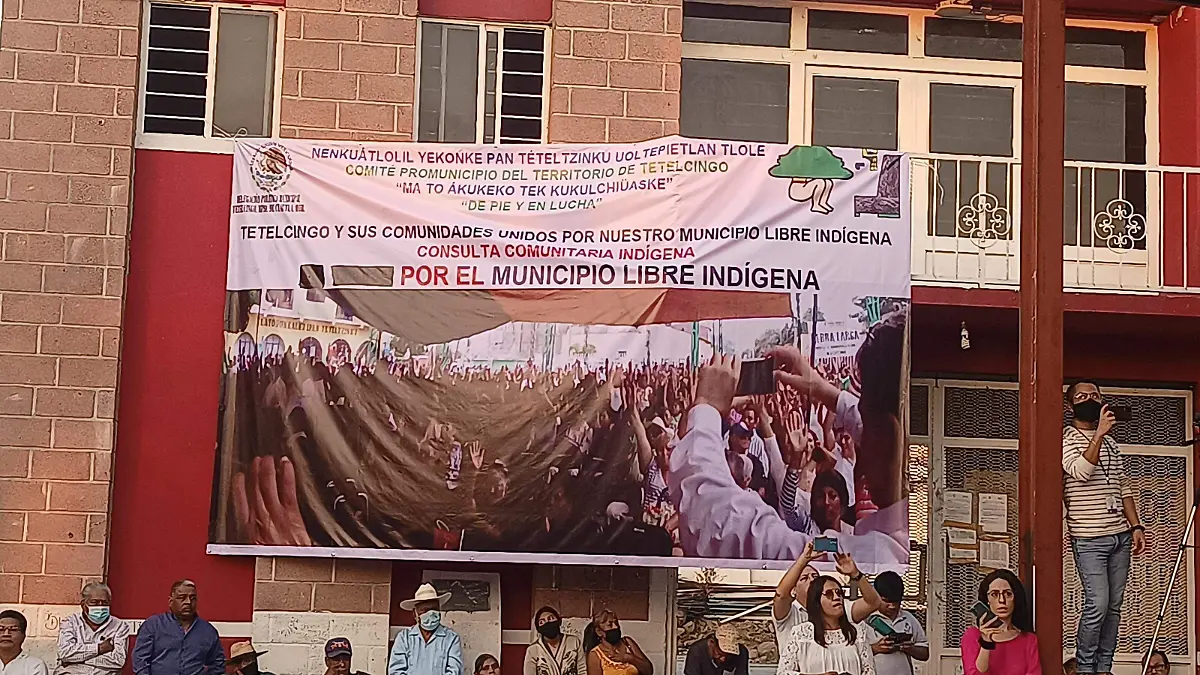 NENKUÃTLOLIL YEKONKE PAN TÉTELTZINKU UOLTEPIETLAN TLOLE
COMITÉ PROMUNICIPIO DEL TERRITORIO DE TETELCINGO
"MA TO ÁKUKEKO TEK KUKULCHIÜASKE"
"DE PIE Y EN LUCHA"
TETELCINGO Y SUS COMUNIDADES UNIDOS POR NUESTRO MUNICIPIO LIBRE INDÍGENA
CONSULTA COMUNITARIA INDÍGENA
POR EL MUNICIPIO LIBRE INDÍGENA